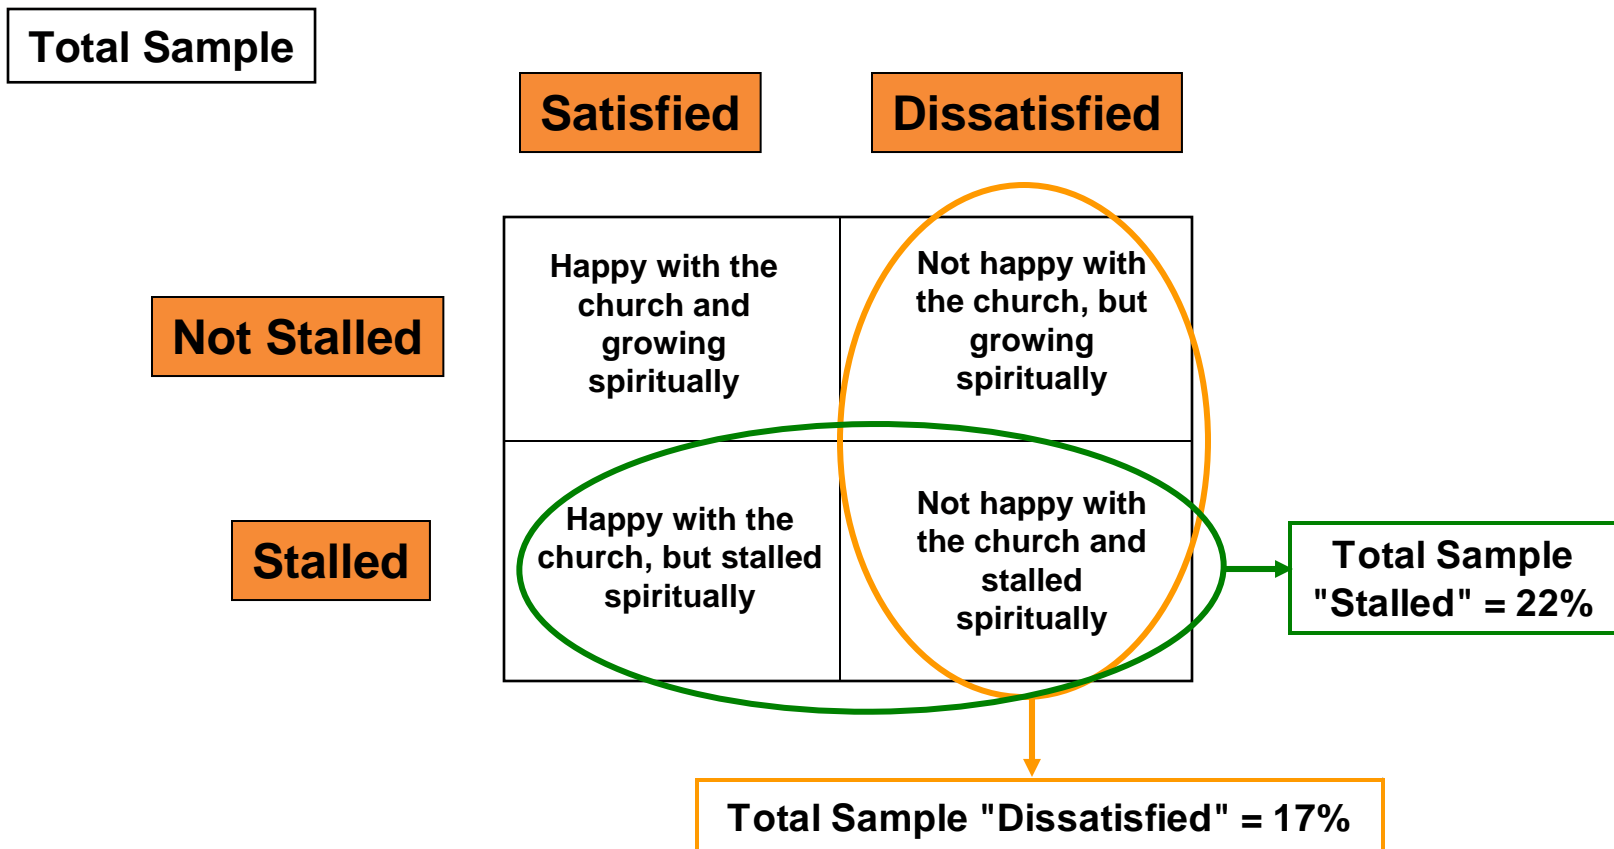 Total Sample
Satisfied
Dissatisfied
Not Stalled
Happy with the
church and
growing
spiritually
Not happy with
the church, but
growing
spiritually
Stalled
Happy with the
church, but stalled
spiritually
Not happy with
the church and
stalled
spiritually
Total Sample
"Stalled" = 22%
Total Sample "Dissatisfied" = 17%